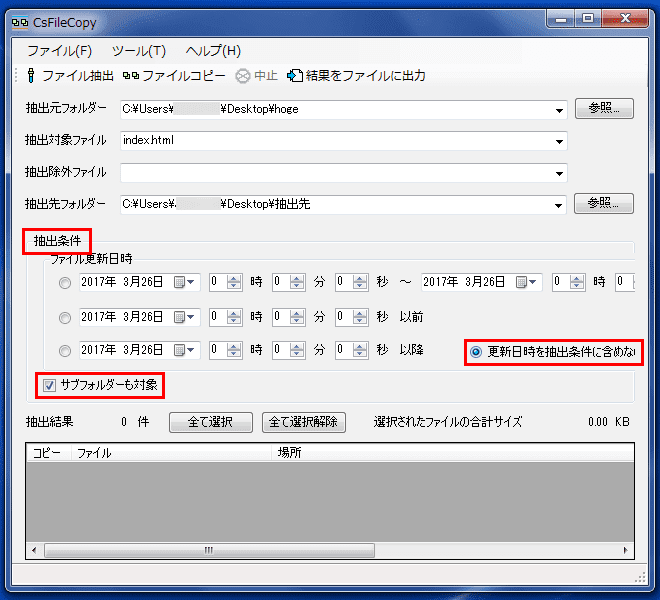 CsFileCopy
ファイル(F) ツール(T) ヘルプ(H)
ファイル抽出 ファイルコピー 中止 結果をファイルに出力
抽出元フォルダー C:¥Users¥ ¥Desktop¥hoge 参照...
抽出対象ファイル index.html
抽出除外ファイル
抽出先フォルダー C:¥Users¥ ¥Desktop¥抽出先 参照...
抽出条件
ファイル更新日時
2017年 3月26日 0 時 0 分 0 秒 ～ 2017年 3月26日 0 時 0
2017年 3月26日 0 時 0 分 0 秒 以前
2017年 3月26日 0 時 0 分 0 秒 以降 更新日時を抽出条件に含めな
サブフォルダーも対象
抽出結果 0 件 全て選択 全て選択解除 選択されたファイルの合計サイズ 0.00 KB
コピー ファイル 場所